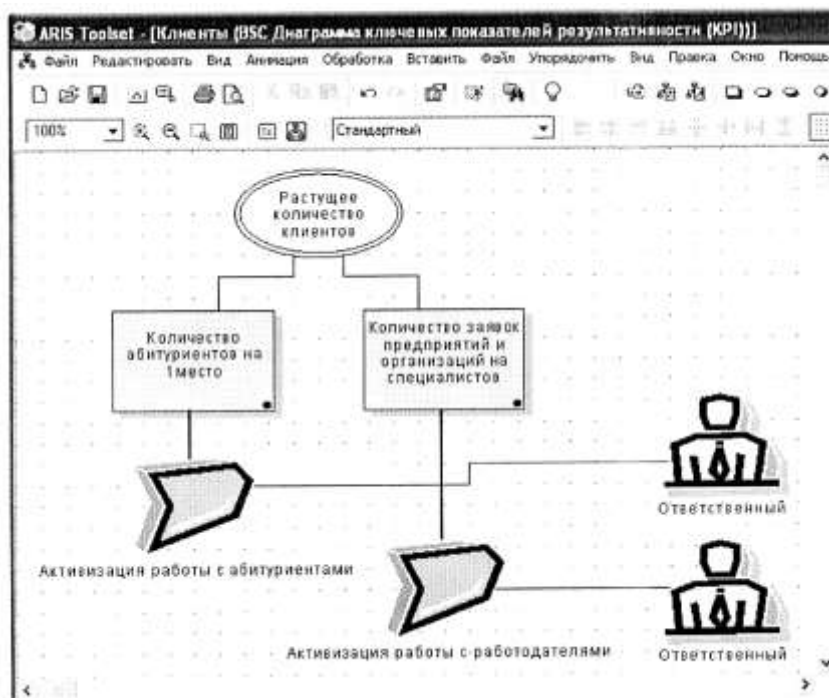 ARIS Toolset - [Клиенты (BSC Диаграмма ключевых показателей результативности (KPI))]
Файл Редактировать Вид Анимация Обработка Вставить Файл Упорядочить Вид Правка Окно Помощь
100% Стандартный
Растущее
количество
клиентов
Количество
абитуриентов на
1место
Количество заявок
предприятий и
организаций на
специалистов
Ответственный
Активизация работы с абитуриентами
Активизация работы с работодателями
Ответственный